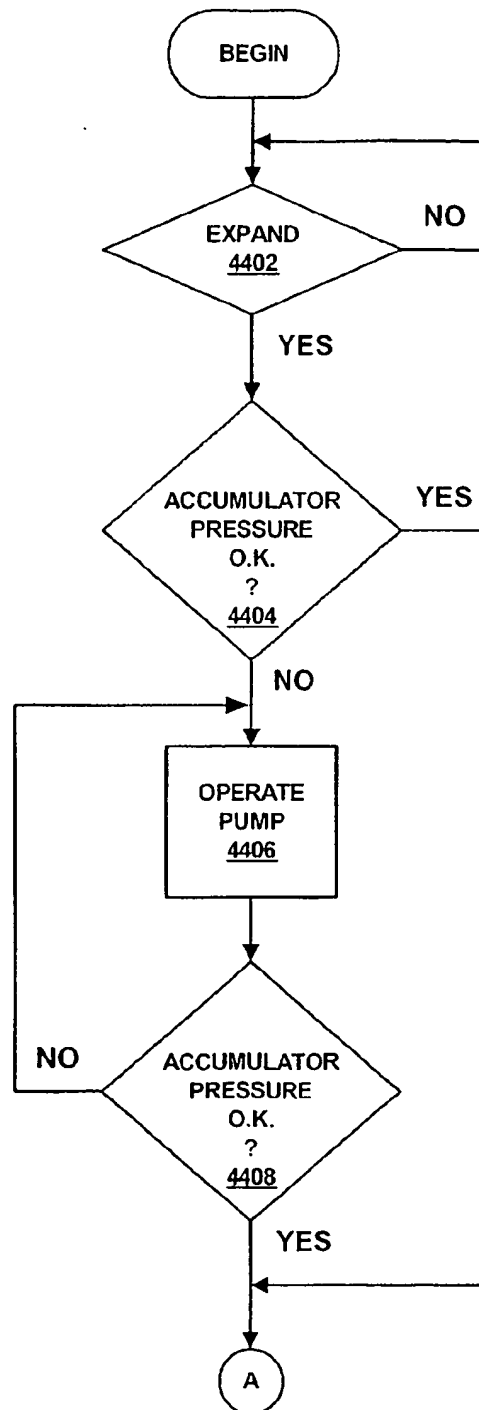 BEGIN
EXPAND
4402
NO
YES
ACCUMULATOR
PRESSURE
O.K.
?
4404
YES
NO
OPERATE
PUMP
4406
NO
ACCUMULATOR
PRESSURE
O.K.
?
4408
YES
A